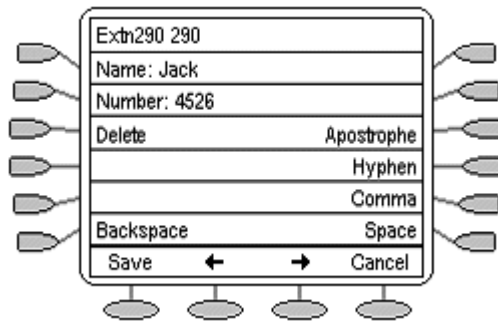 Extn290 290
Name: Jack
Number: 4526
Delete Apostrophe
Hyphen
Comma
Backspace Space
Save ← → Cancel